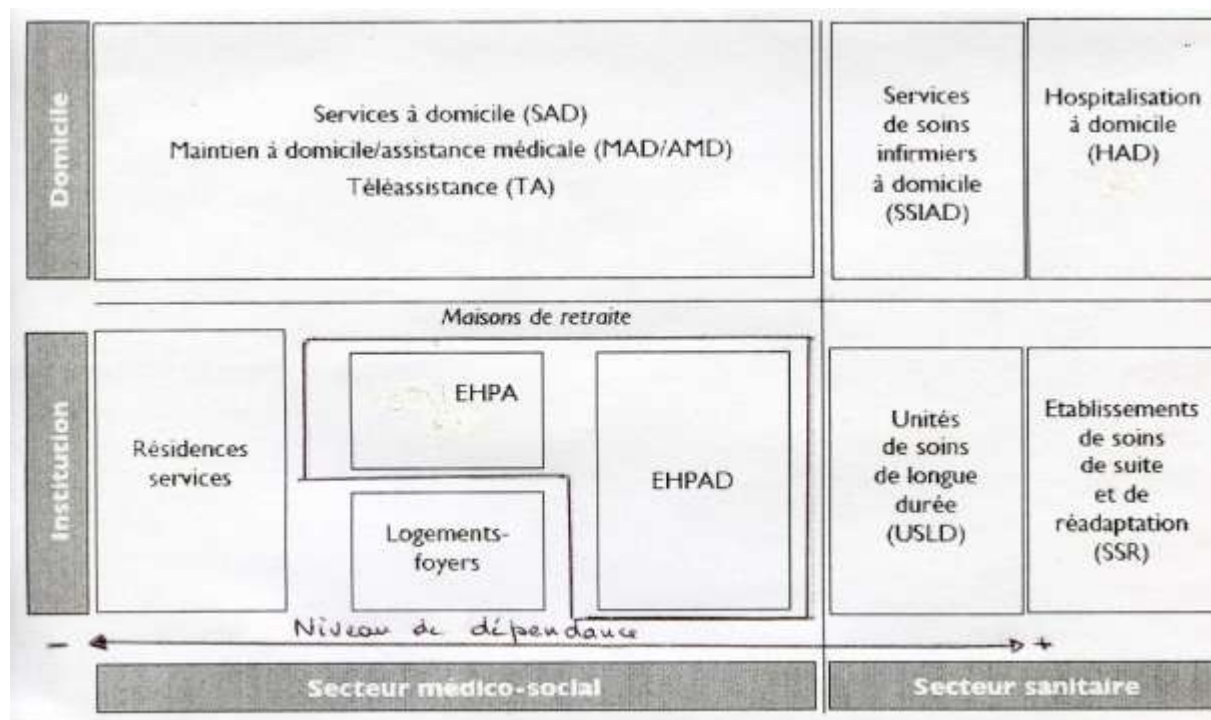 Domicile
Services à domicile (SAD)
Maintien à domicile/assistance médicale (MAD/AMD)
Téléassistance (TA)
Services
de soins
infirmiers
à domicile
(SSIAD)
Hospitalisation
à domicile
(HAD)
Institution
Maisons de retraite
Résidences
services
EHPA
Logements-
foyers
EHPAD
Unités
de soins
de longue
durée
(USLD)
Etablissements
de soins
de suite
et de
réadaptation
(SSR)
Niveau de dépendance
- +
Secteur médico-social
Secteur sanitaire